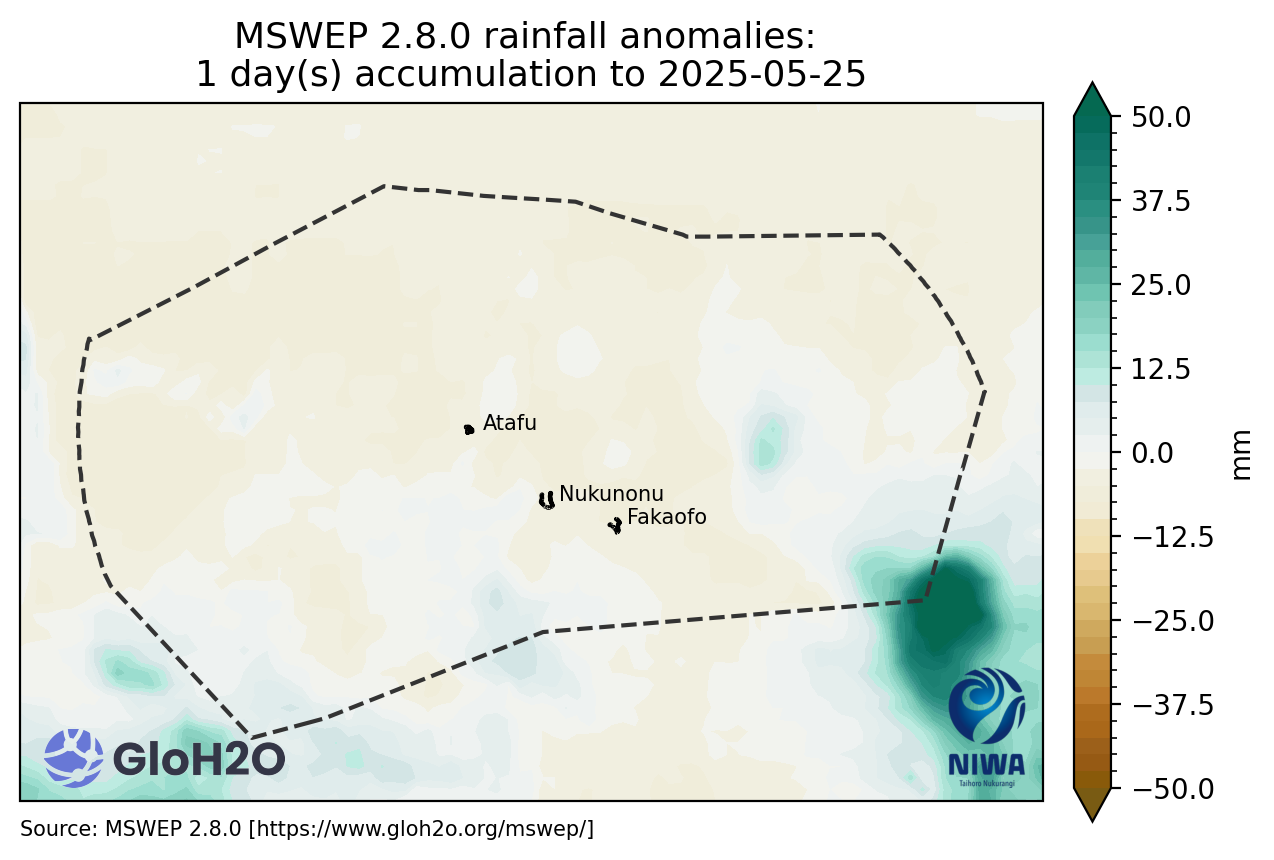 MSWEP 2.8.0 rainfall anomalies:
1 day(s) accumulation to 2025-05-25
50.0
37.5
25.0
12.5
0.0
−12.5
−25.0
−37.5
−50.0
mm
Atafu
Nukunonu
Fakaofo
GloH2O
NIWA
Taihoro Nukurangi
Source: MSWEP 2.8.0 [https://www.gloh2o.org/mswep/]